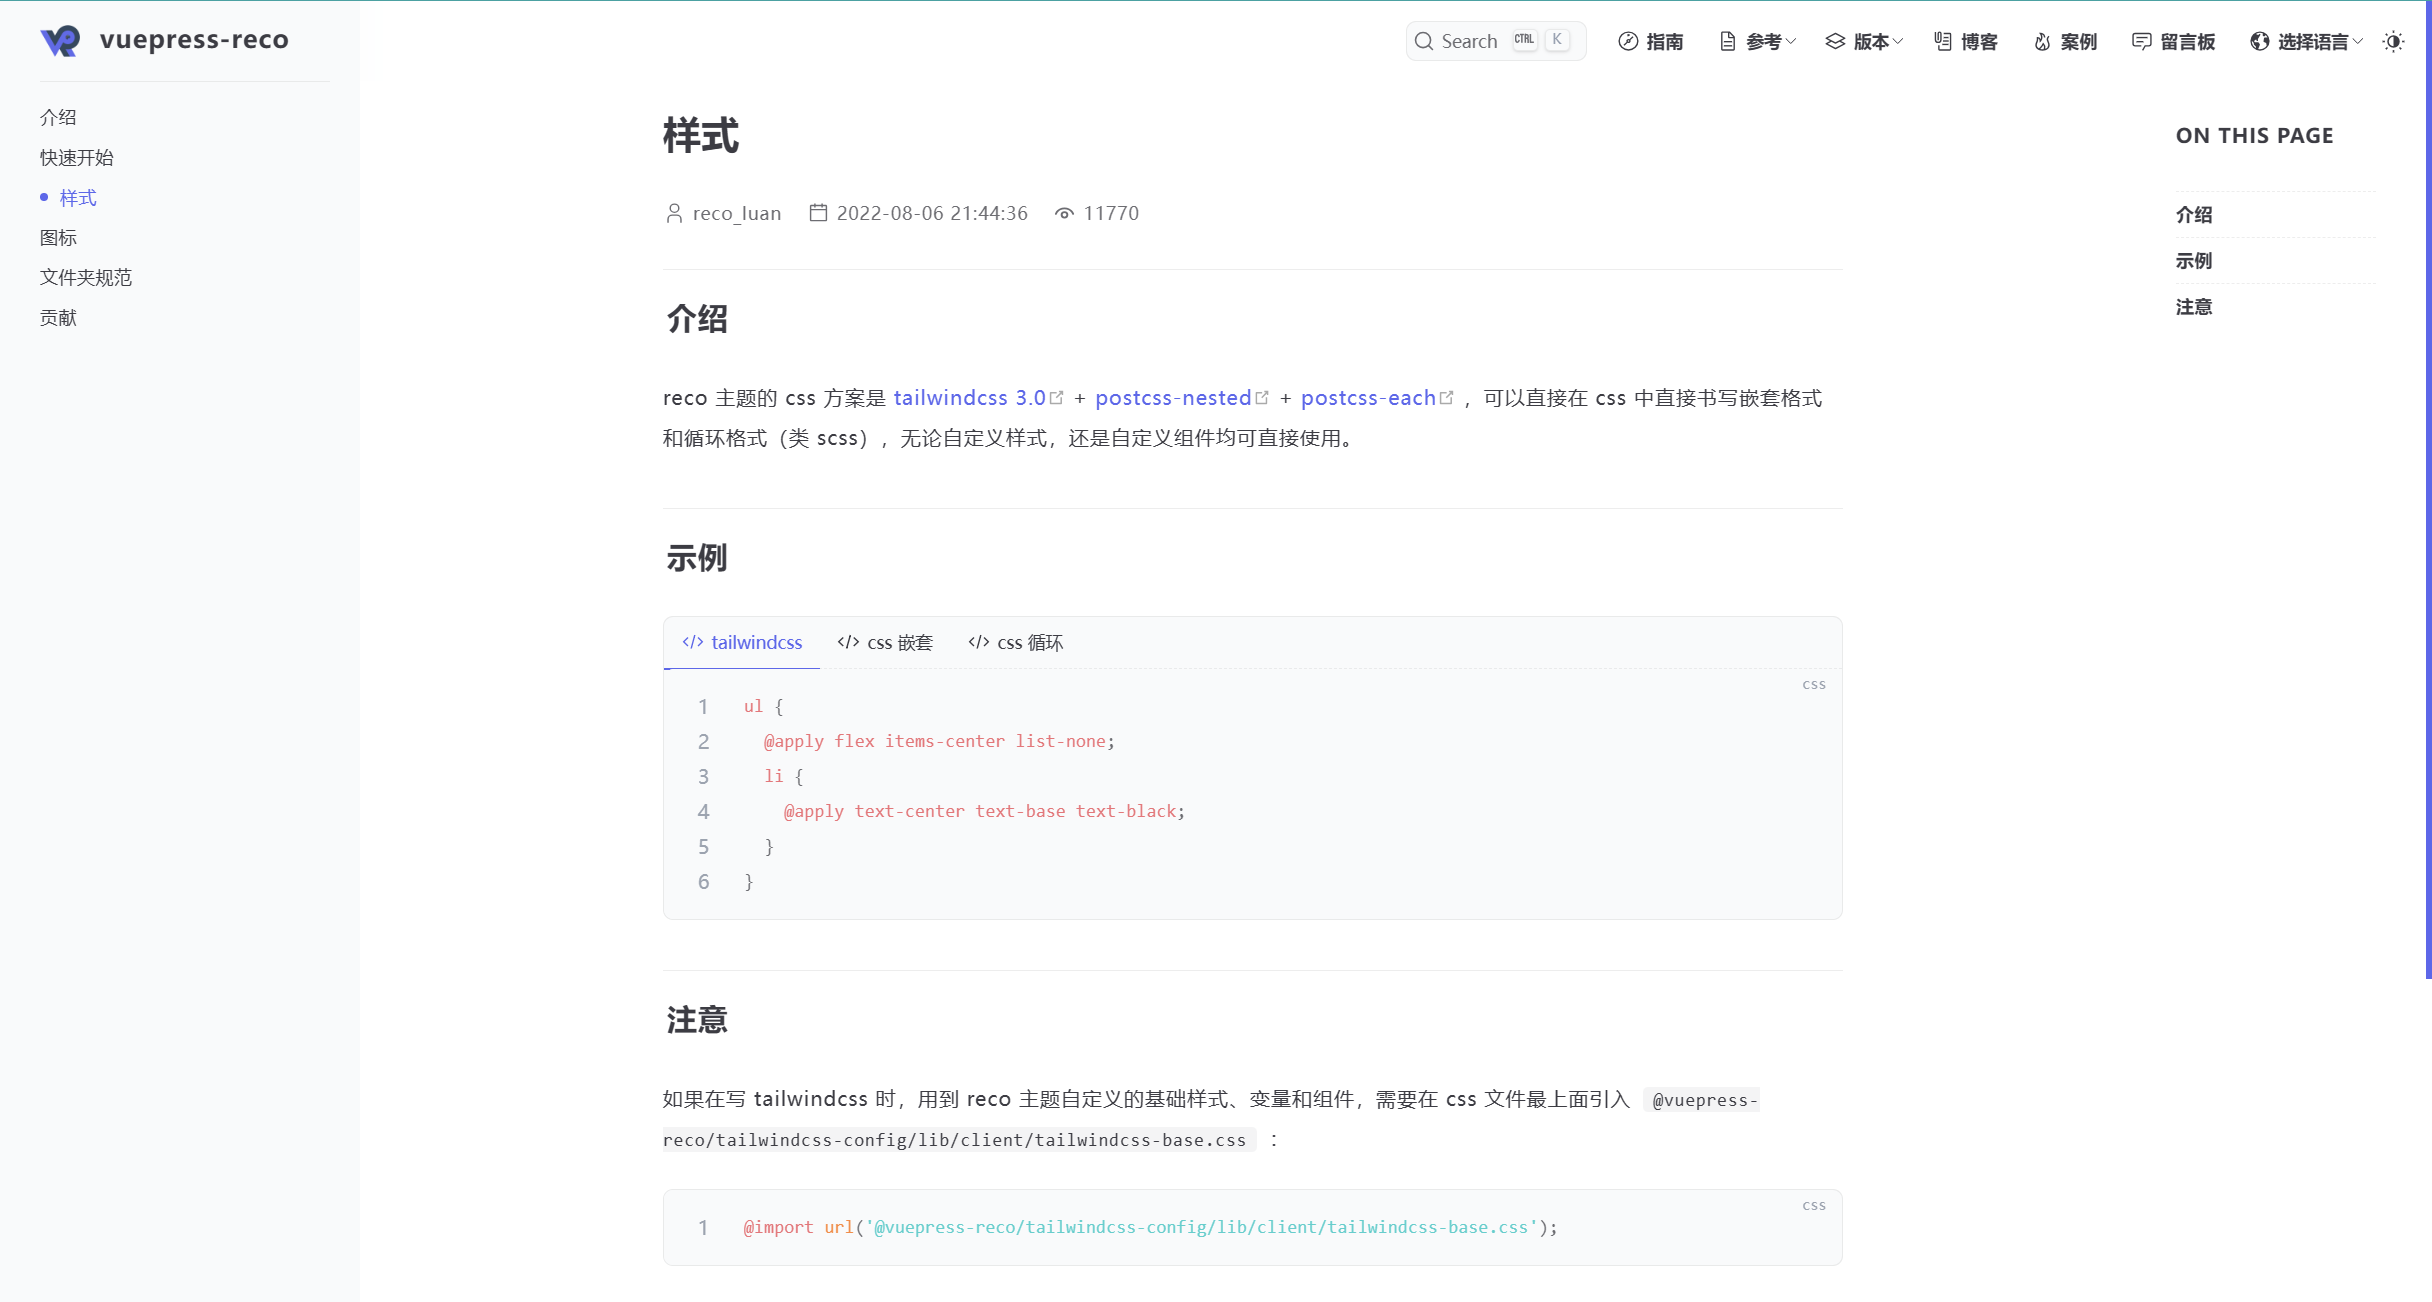 vuepress-reco
Search CTRL K 指南 参考 版本 博客 案例 留言板 选择语言
介绍
快速开始
样式
图标
文件夹规范
贡献
样式
reco_luan 2022-08-06 21:44:36 11770
介绍
reco 主题的 css 方案是 tailwindcss 3.0 + postcss-nested + postcss-each ，可以直接在 css 中直接书写嵌套格式
和循环格式（类 scss），无论自定义样式，还是自定义组件均可直接使用。
示例
</> tailwindcss </> css 嵌套 </> css 循环
css
1 ul {
2   @apply flex items-center list-none;
3   li {
4     @apply text-center text-base text-black;
5   }
6 }
注意
如果在写 tailwindcss 时，用到 reco 主题自定义的基础样式、变量和组件，需要在 css 文件最上面引入 @vuepress-
reco/tailwindcss-config/lib/client/tailwindcss-base.css ：
css
1 @import url('@vuepress-reco/tailwindcss-config/lib/client/tailwindcss-base.css');
ON THIS PAGE
介绍
示例
注意